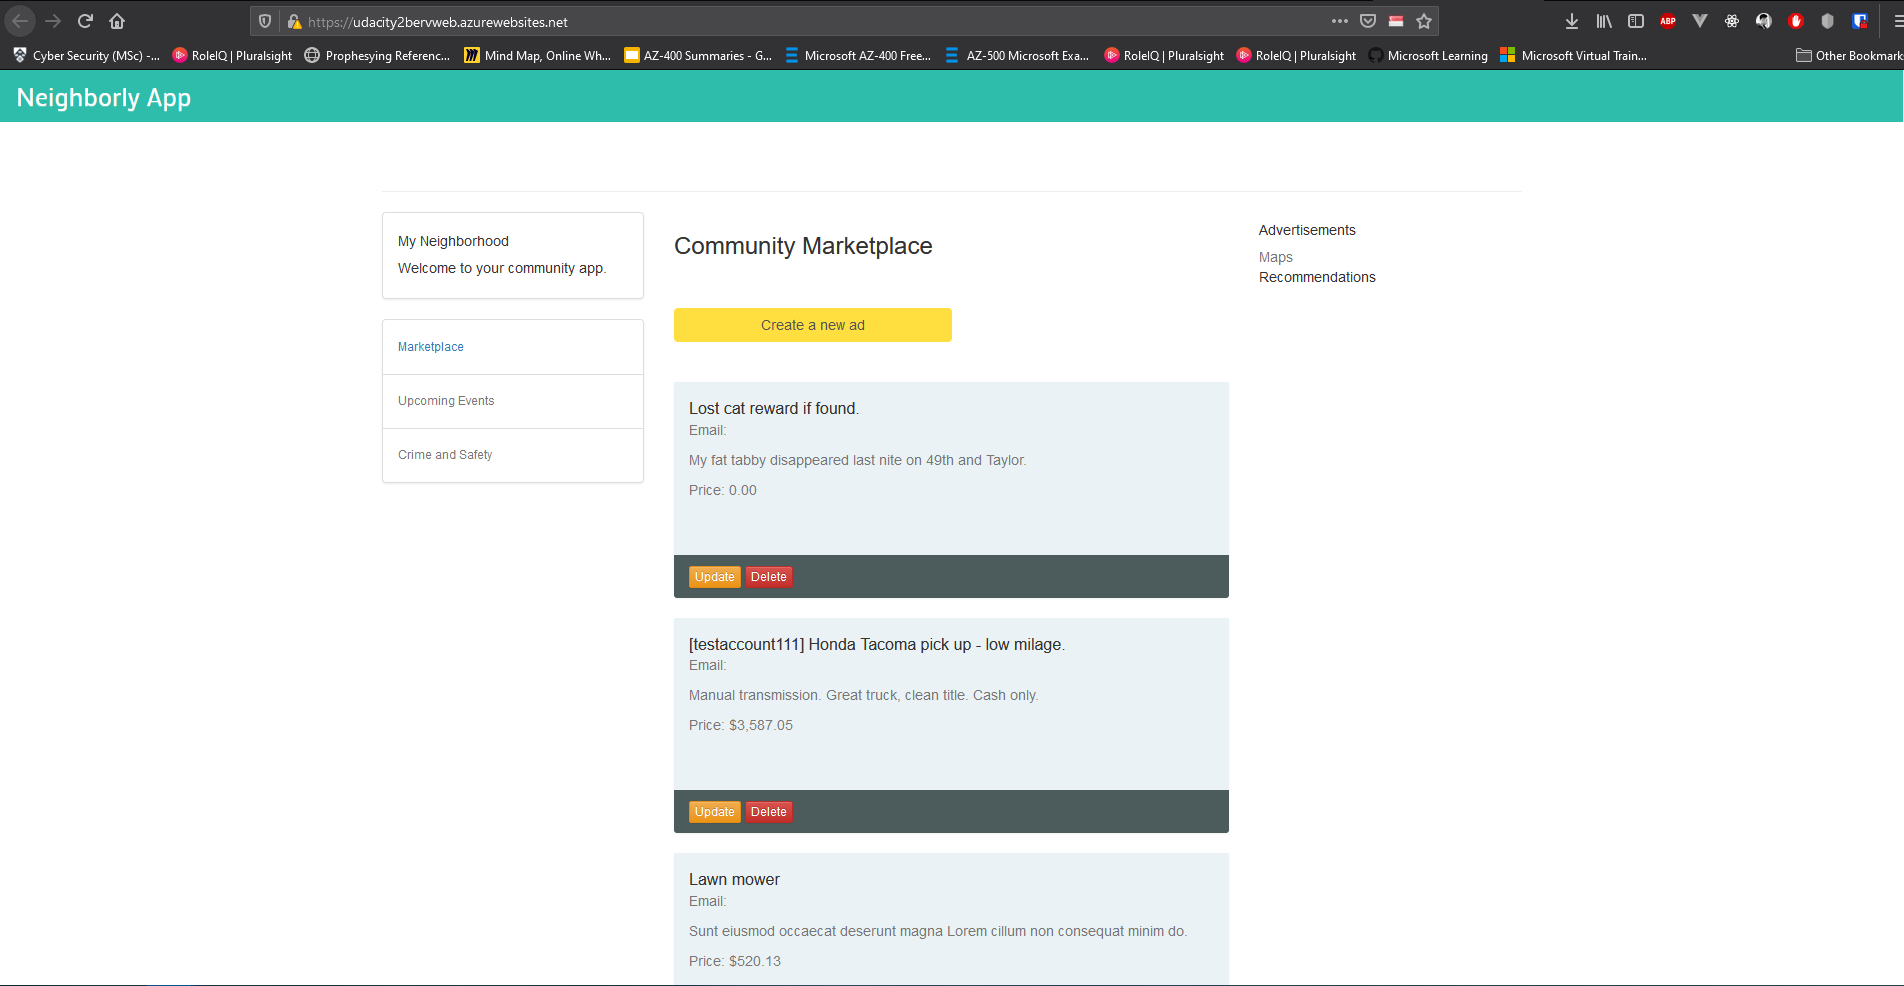 https://udacity2bervweb.azurewebsites.net
ABP
Cyber Security (MSc) -...
RoleIQ | Pluralsight
Prophesying Referenc...
Mind Map, Online Wh...
AZ-400 Summaries - G...
Microsoft AZ-400 Free...
AZ-500 Microsoft Exa...
RoleIQ | Pluralsight
RoleIQ | Pluralsight
Microsoft Learning
Microsoft Virtual Train...
Other Bookmark
Neighborly App
My Neighborhood
Welcome to your community app.
Marketplace
Upcoming Events
Crime and Safety
Community Marketplace
Create a new ad
Lost cat reward if found.
Email:
My fat tabby disappeared last nite on 49th and Taylor.
Price: 0.00
Update Delete
[testaccount111] Honda Tacoma pick up - low milage.
Email:
Manual transmission. Great truck, clean title. Cash only.
Price: $3,587.05
Update Delete
Lawn mower
Email:
Sunt eiusmod occaecat deserunt magna Lorem cillum non consequat minim do.
Price: $520.13
Advertisements
Maps
Recommendations